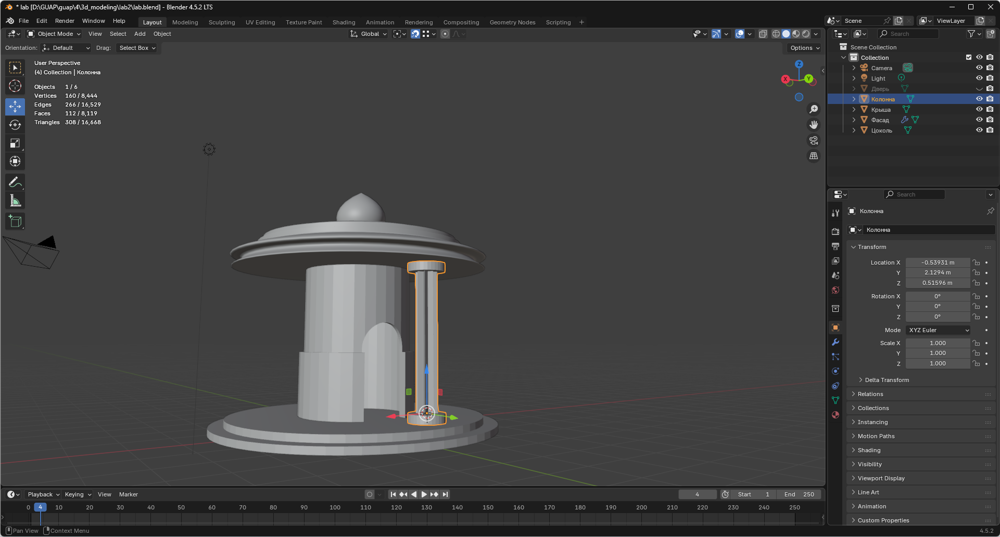 * lab [D:\GUAP\guap\4\3d_modeling\lab2\lab.blend] - Blender 4.5.2 LTS
File Edit Render Window Help
Layout Modeling Sculpting UV Editing Texture Paint Shading Animation Rendering Compositing Geometry Nodes Scripting +
Scene
ViewLayer
Object Mode View Select Add Object
Global
Search
Orientation: Default Drag: Select Box
Options
User Perspective
(4) Collection | Колонна
Objects 1 / 6
Vertices 160 / 8,444
Edges 266 / 16,529
Faces 112 / 8,119
Triangles 308 / 16,668
Z
X
Y
Scene Collection
Collection
Camera
Light
Дверь
Колонна
Крыша
Фасад
Цоколь
Search
Колонна
Колонна
Transform
Location X -0.53931 m
Y 2.1294 m
Z 0.51596 m
Rotation X 0°
Y 0°
Z 0°
Mode XYZ Euler
Scale X 1.000
Y 1.000
Z 1.000
Delta Transform
Relations
Collections
Instancing
Motion Paths
Shading
Visibility
Viewport Display
Line Art
Animation
Custom Properties
Playback Keying View Marker
4
Start 1
End 250
0 4 10 20 30 40 50 60 70 80 90 100 110 120 130 140 150 160 170 180 190 200 210 220 230 240 250
Pan View Context Menu
4.5.2